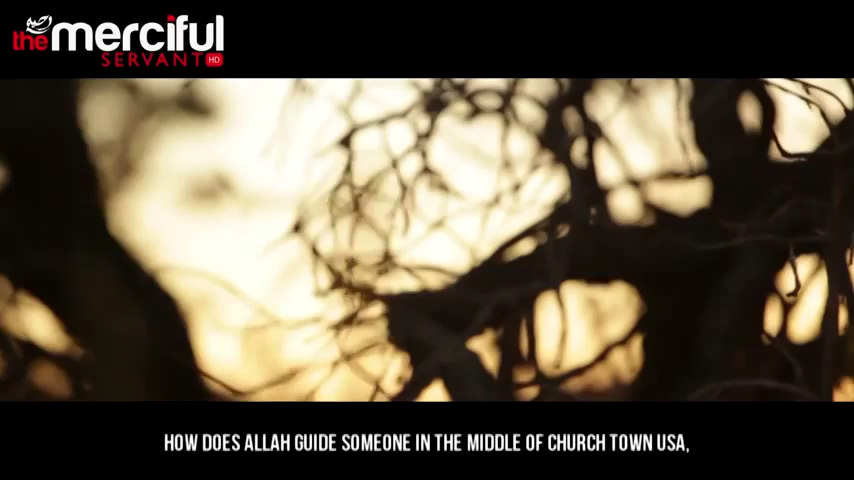 the merciful
SERVANT HD
HOW DOES ALLAH GUIDE SOMEONE IN THE MIDDLE OF CHURCH TOWN USA,